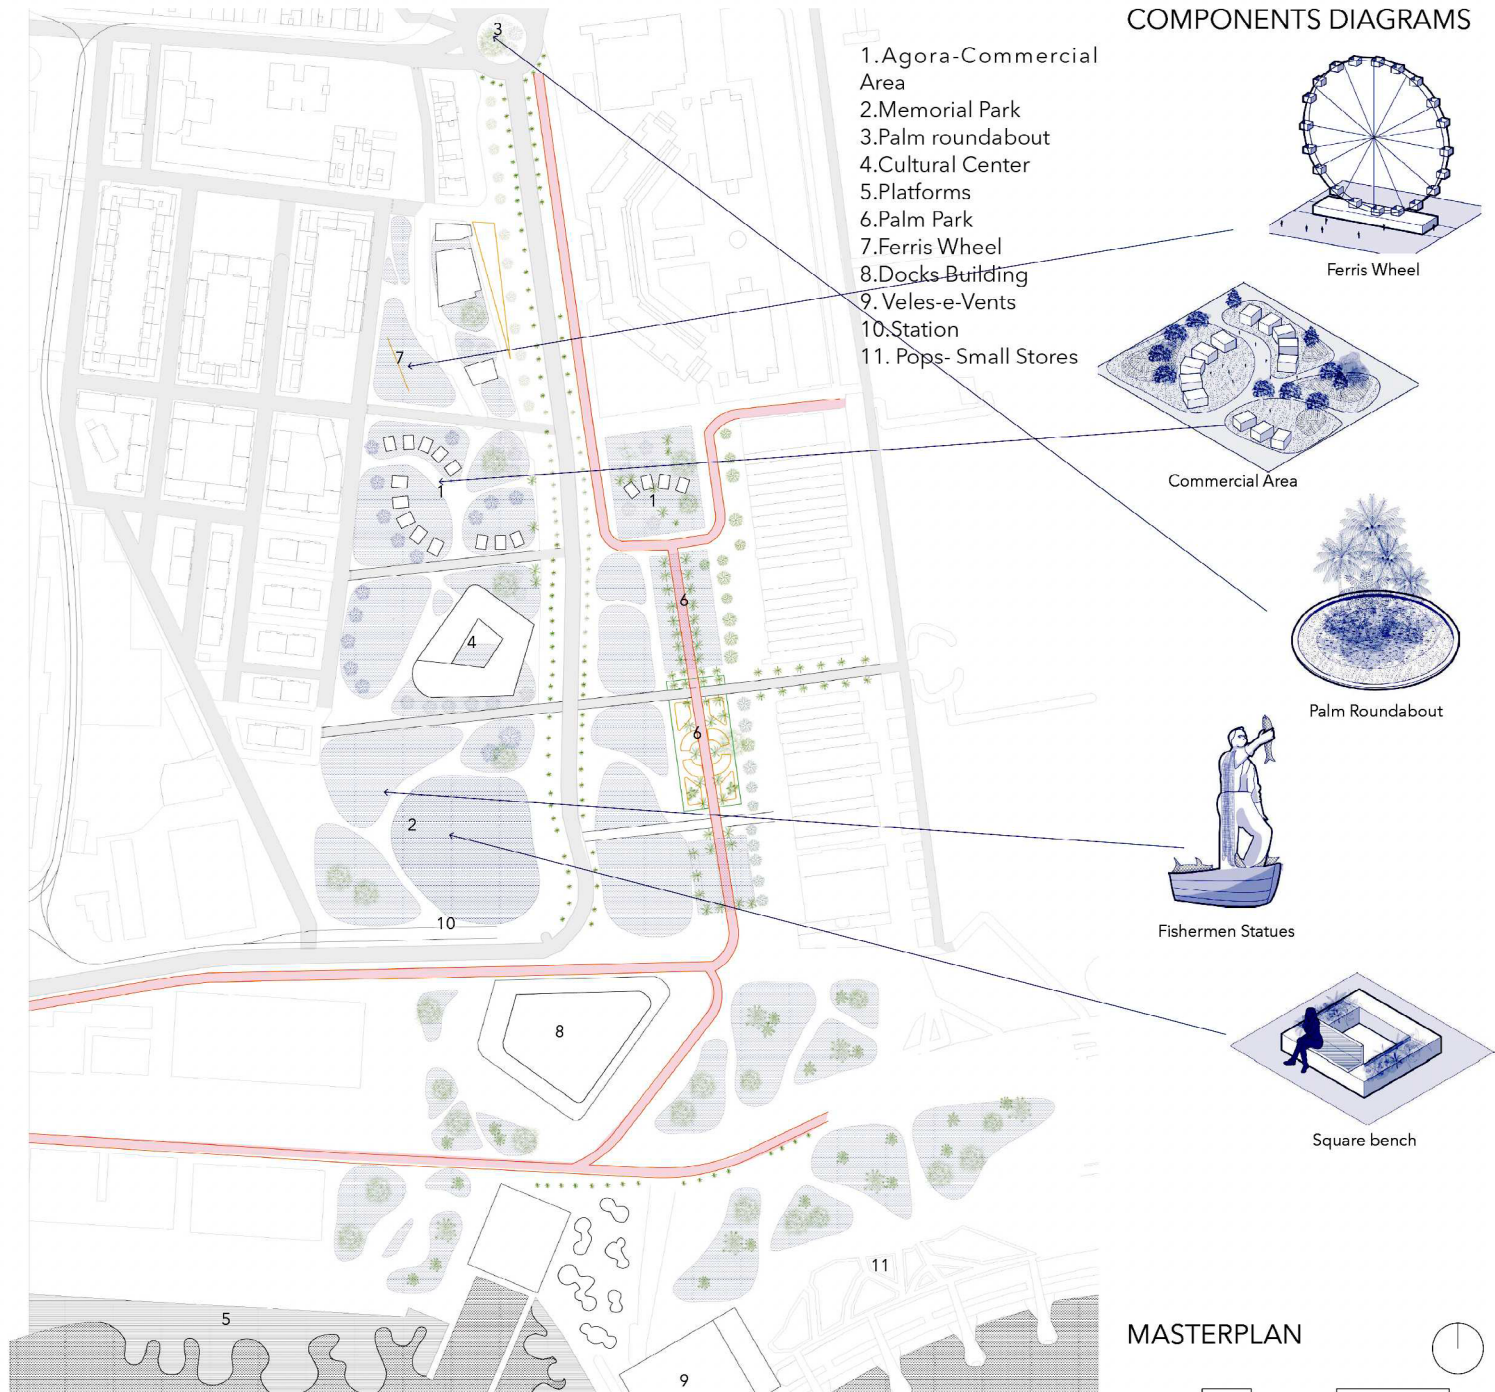 COMPONENTS DIAGRAMS
3
1.Agora-Commercial
Area
2.Memorial Park
3.Palm roundabout
4.Cultural Center
5.Platforms
6.Palm Park
7.Ferris Wheel
8.Docks Building
9. Veles-e-Vents
10.Station
11. Pops- Small Stores
Ferris Wheel
7
Commercial Area
1
1
6
4
Palm Roundabout
6
2
10
Fishermen Statues
8
Square bench
11
5
MASTERPLAN
9